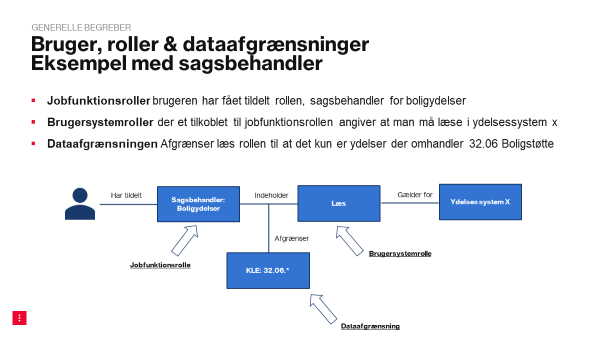 GENERELLE BEGREBER
Bruger, roller & dataafgrænsninger
Eksempel med sagsbehandler
Jobfunktionsroller brugeren har fået tildelt rollen, sagsbehandler for boligydelser
Brugersystemroller der et tilkoblet til jobfunktionsrollen angiver at man må læse i ydelsessystem x
Dataafgrænsningen Afgrænser læs rollen til at det kun er ydelser der omhandler 32.06 Boligstøtte
Har tildelt
Sagsbehandler:
Boligydelser
Indeholder
Læs
Gælder for
Ydelses system X
Afgrænser
Jobfunktionsrolle
KLE: 32.06.*
Brugersystemrolle
Dataafgrænsning